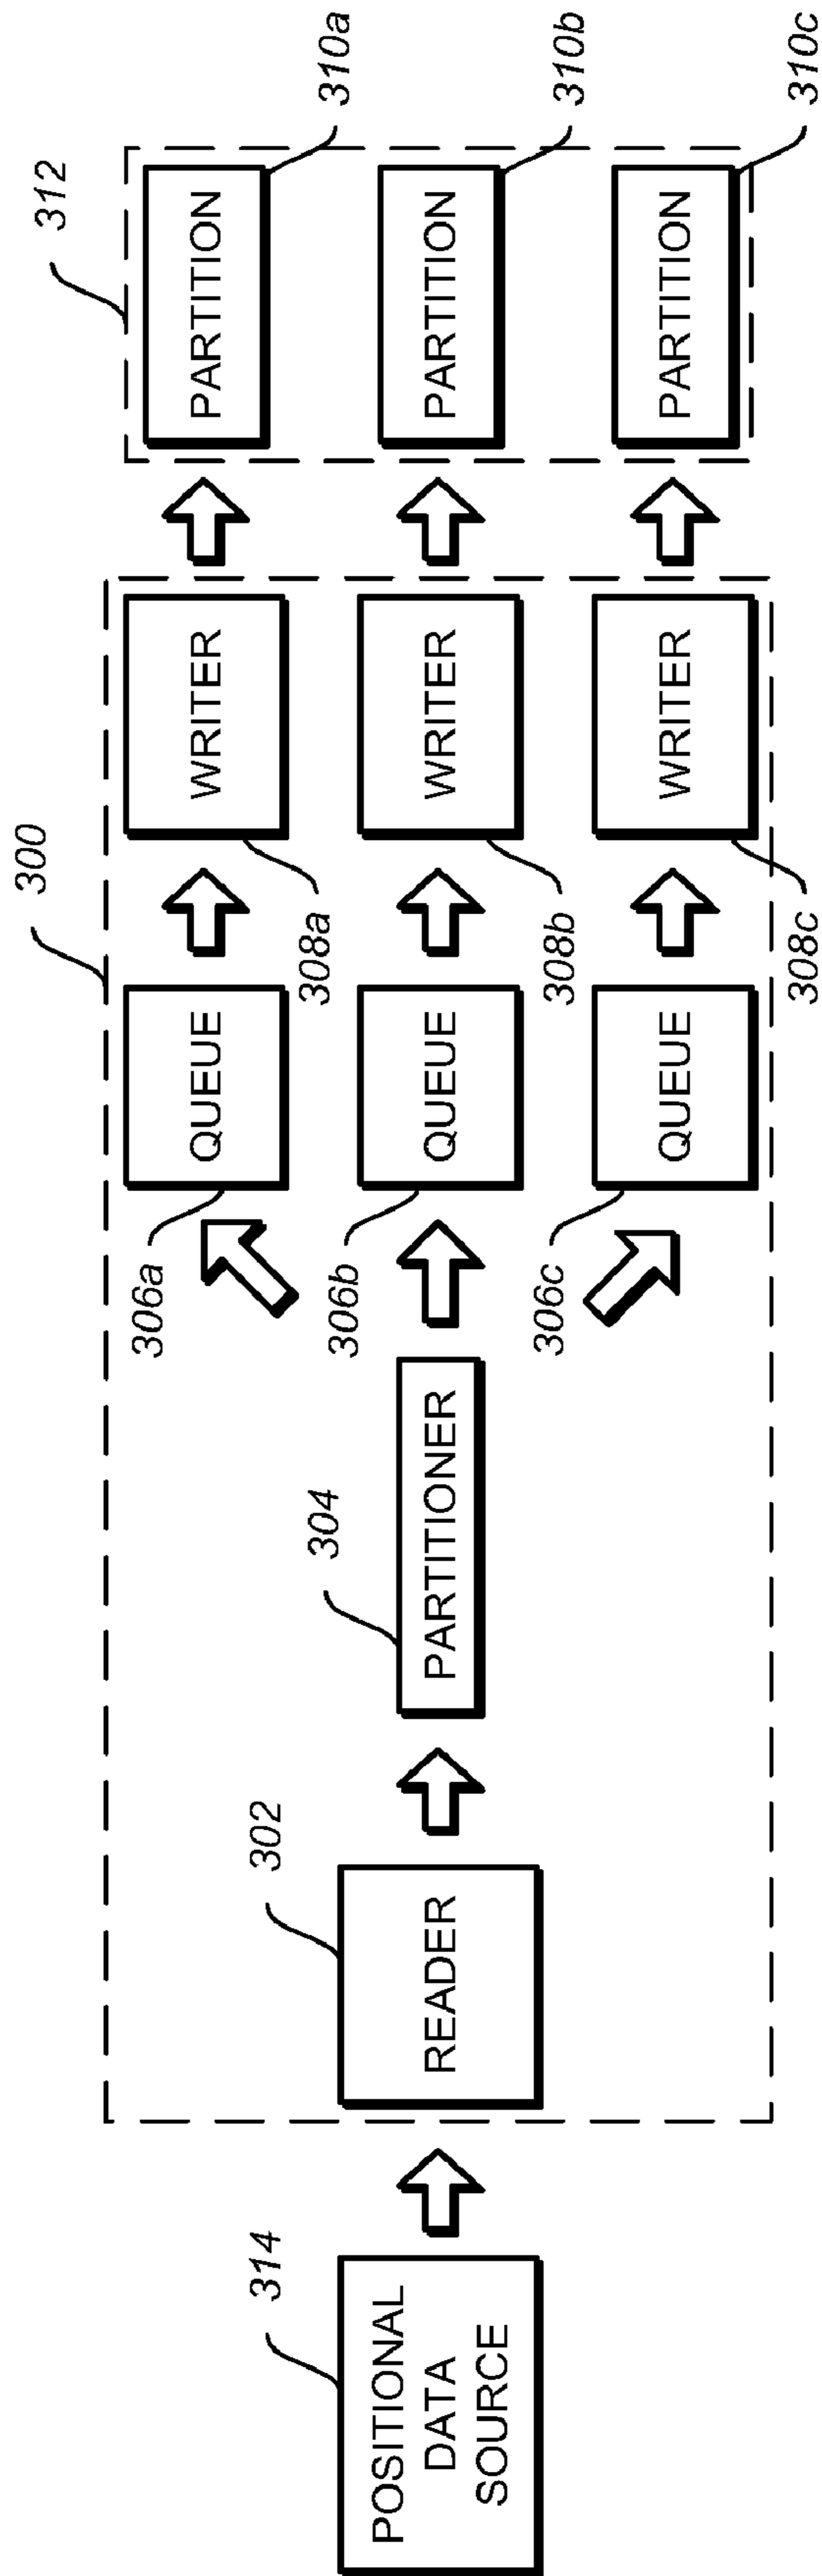 300
312
POSITIONAL
DATA
SOURCE
314
READER
302
PARTITIONER
304
QUEUE
306a
QUEUE
306b
QUEUE
306c
WRITER
308a
WRITER
308b
WRITER
308c
PARTITION
310a
PARTITION
310b
PARTITION
310c